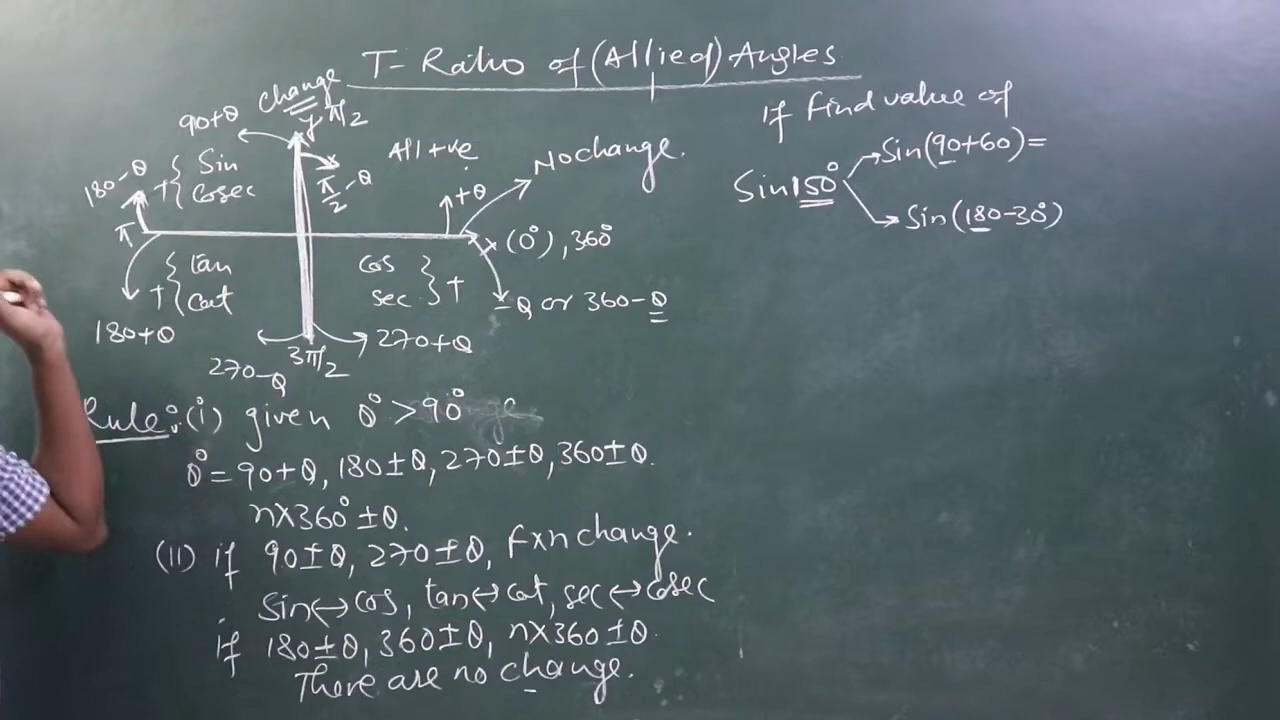 T- Ratio of (Allied) Angles
Change
y π/2
90+θ
All +ve
No change.
π/2 -θ
180-θ
+ { Sin
Cosec
+θ
π
x (0°), 360°
+ { tan
Cot
Cos
sec } +
-θ or 360-θ
180+θ
270+θ
3π/2
270-θ
If find value of
Sin150°
Sin(90+60)=
Sin(180-30°)
Rule: (i) given θ°>90°
θ°=90+θ, 180±θ, 270±θ, 360±θ.
n×360°±θ.
(II) if 90±θ, 270±θ, Fxn change.
Sin↔Cos, tan↔cot, sec↔cosec
if 180±θ, 360±θ, n×360±θ.
There are no change.